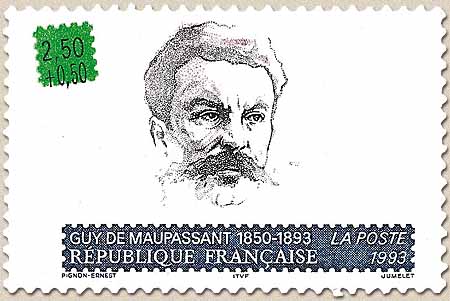 2,50
+0,50
GUY DE MAUPASSANT 1850-1893 LA POSTE
RÉPUBLIQUE FRANÇAISE 1993
PIGNON-ERNEST ITVF JUMELET